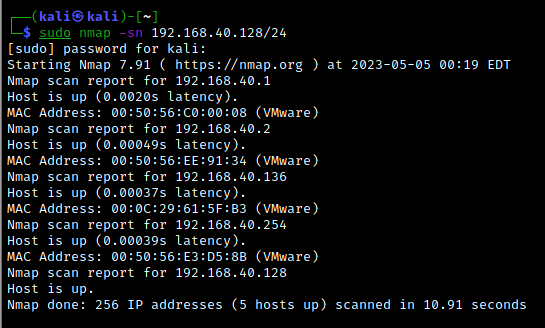 ┌──(kali㉿kali)-[~]
└─$ sudo nmap -sn 192.168.40.128/24
[sudo] password for kali:
Starting Nmap 7.91 ( https://nmap.org ) at 2023-05-05 00:19 EDT
Nmap scan report for 192.168.40.1
Host is up (0.0020s latency).
MAC Address: 00:50:56:C0:00:08 (VMware)
Nmap scan report for 192.168.40.2
Host is up (0.00049s latency).
MAC Address: 00:50:56:EE:91:34 (VMware)
Nmap scan report for 192.168.40.136
Host is up (0.00037s latency).
MAC Address: 00:0C:29:61:5F:B3 (VMware)
Nmap scan report for 192.168.40.254
Host is up (0.00039s latency).
MAC Address: 00:50:56:E3:D5:8B (VMware)
Nmap scan report for 192.168.40.128
Host is up.
Nmap done: 256 IP addresses (5 hosts up) scanned in 10.91 seconds